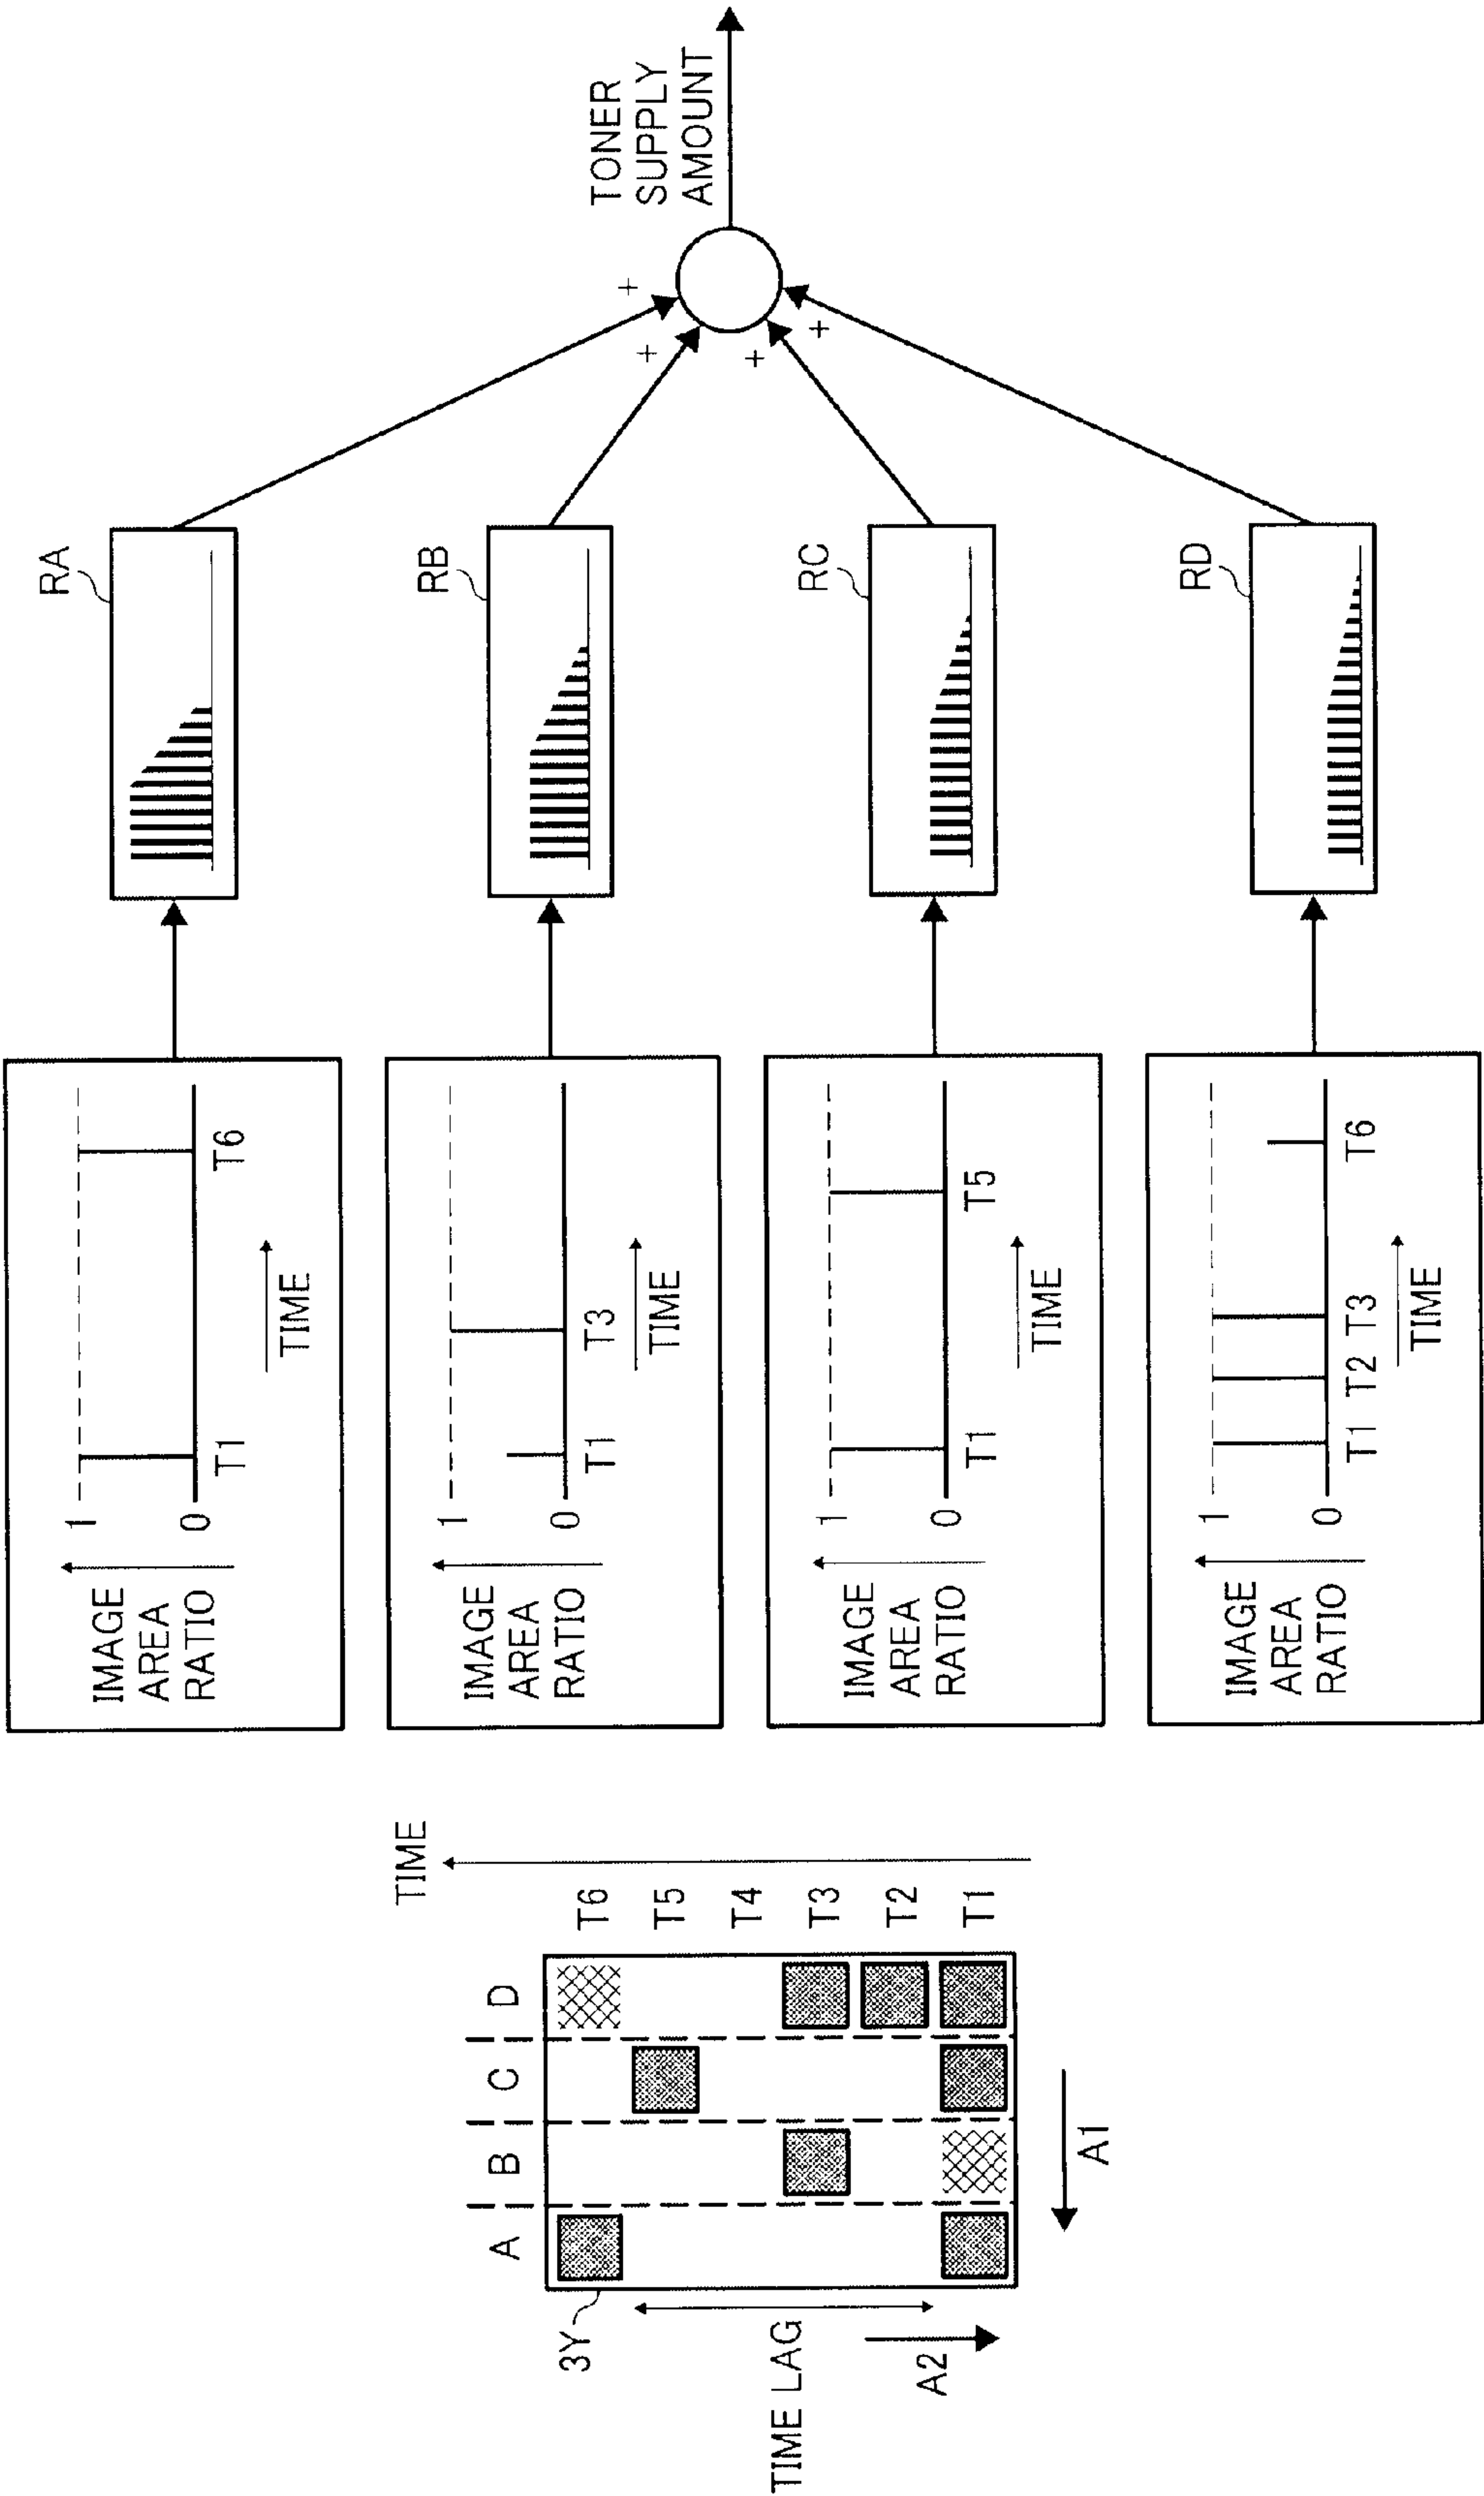 A
B
C
D
TIME
T6
T5
T4
T3
T2
T1
3Y
TIME LAG
A2
A1
IMAGE
AREA
RATIO
1
0
T1
T6
TIME
IMAGE
AREA
RATIO
1
0
T1
T3
TIME
IMAGE
AREA
RATIO
1
0
T1
T5
TIME
IMAGE
AREA
RATIO
1
0
T1 T2 T3 T6
TIME
RA
RB
RC
RD
+
+
+
+
TONER
SUPPLY
AMOUNT